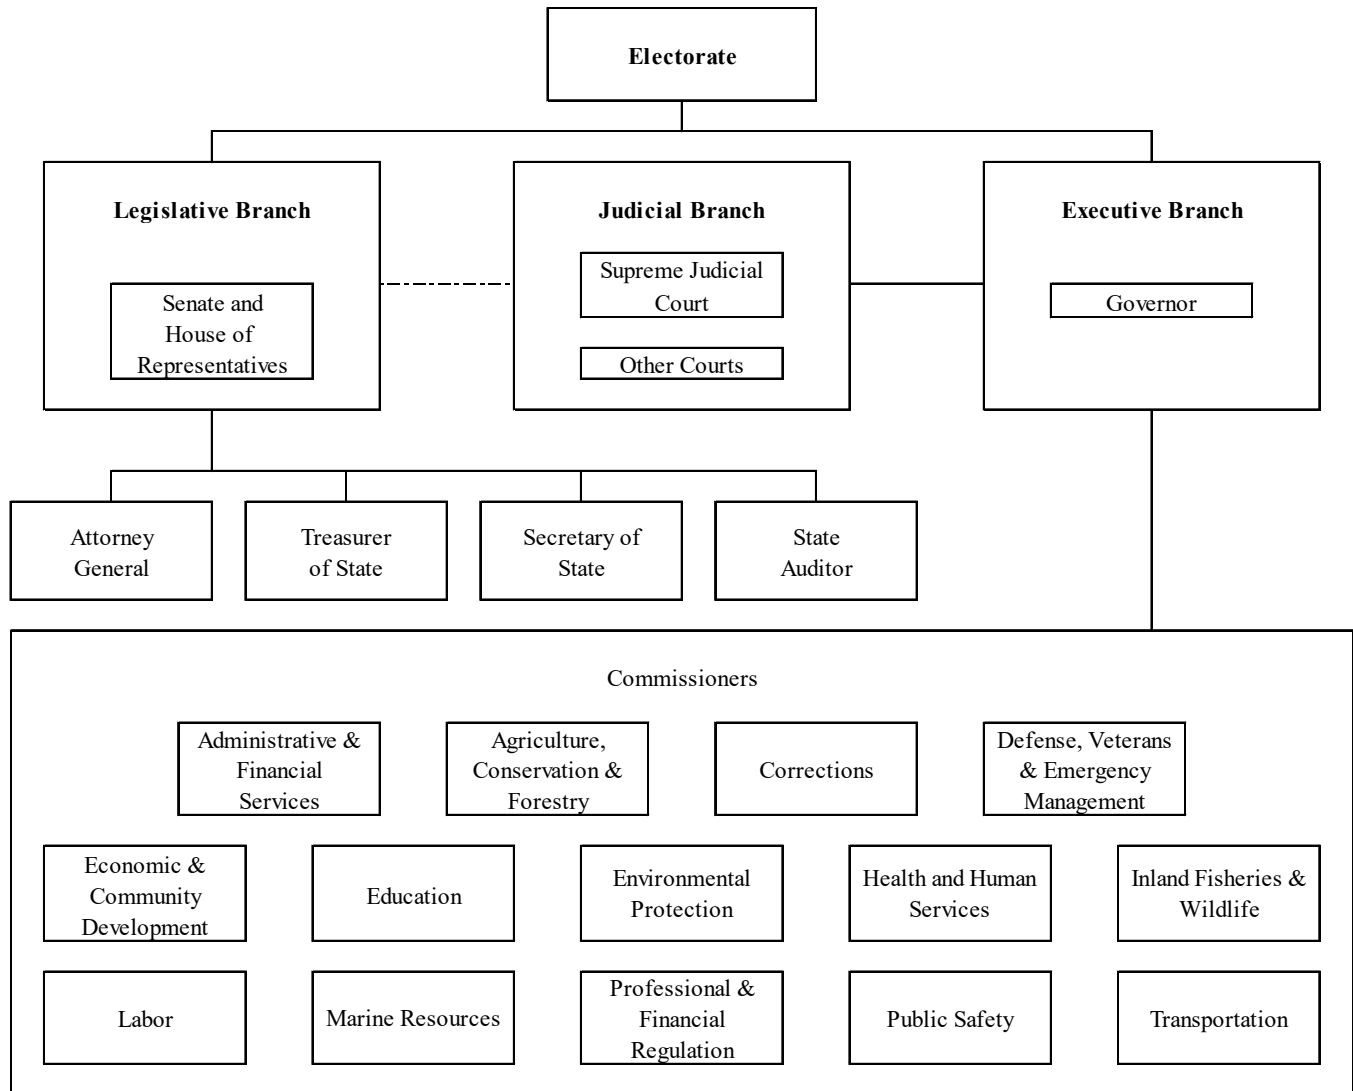 Electorate
Legislative Branch
Senate and
House of
Representatives
Judicial Branch
Supreme Judicial
Court
Other Courts
Executive Branch
Governor
Attorney
General
Treasurer
of State
Secretary of
State
State
Auditor
Commissioners
Administrative &
Financial
Services
Agriculture,
Conservation &
Forestry
Corrections
Defense, Veterans
& Emergency
Management
Economic &
Community
Development
Education
Environmental
Protection
Health and Human
Services
Inland Fisheries &
Wildlife
Labor
Marine Resources
Professional &
Financial
Regulation
Public Safety
Transportation